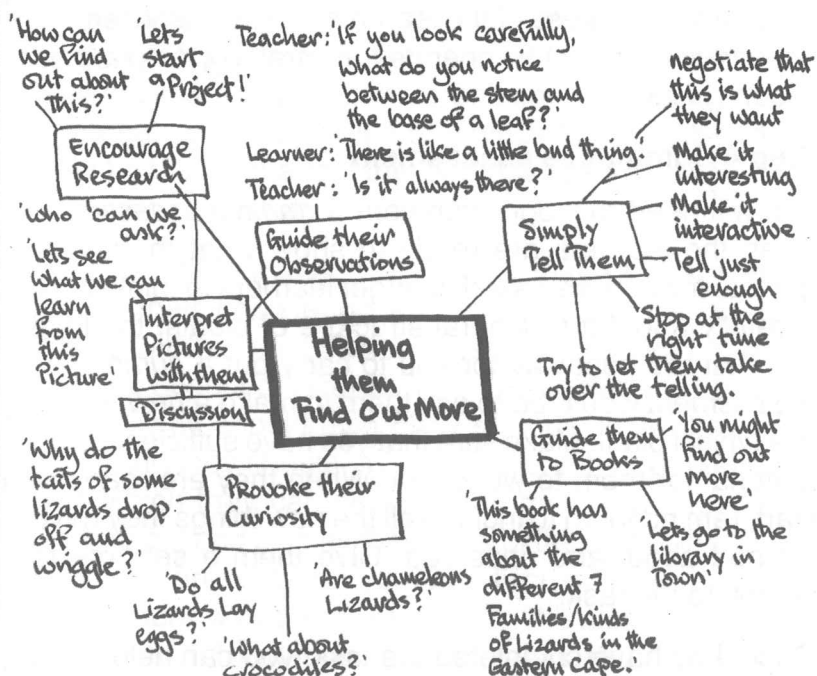 'How can
we find
out about
this?'
'Lets
start
a Project!'
Encourage
Research
'who can we
ask?'
Teacher: 'If you look carefully,
what do you notice
between the stem and
the base of a leaf?'
Learner: 'There is like a little bud thing.'
Teacher: 'Is it always there?'
Guide their
Observations
negotiate that
this is what
they want
Make it
interesting
Make it
interactive
Tell just
enough
Stop at the
right time
Try to let them take
over the telling.
Simply
Tell Them
'Lets see
what we can
learn
from
this
Picture'
Interpret
Pictures
with them
Discussion
Helping
them
Find Out More
Guide them
to Books
'You might
find out
more
here'
'Lets go to the
library in
Town'
'This book has
something
about the
different 7
Families/kinds
of Lizards in the
Eastern Cape.'
'Why do the
tails of some
lizards drop
off and
wriggle?'
Provoke their
Curiosity
'Do all
Lizards Lay
eggs?'
'What about
crocodiles?'
'Are chameleons
Lizards?'